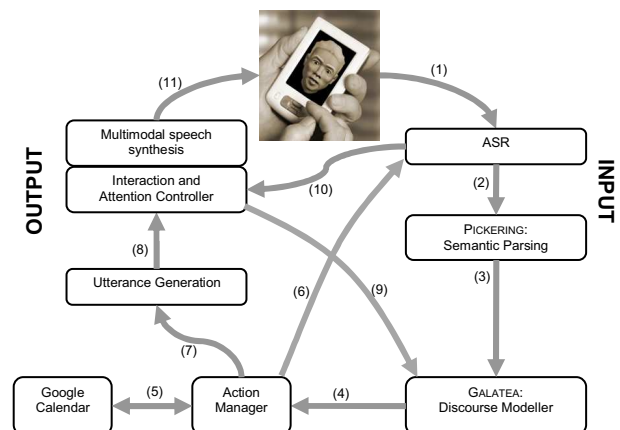 (11)
(1)
Multimodal speech
synthesis
ASR
OUTPUT
INPUT
Interaction and
Attention Controller
(10)
(2)
PICKERING:
Semantic Parsing
(8)
Utterance Generation
(6)
(9)
(3)
(7)
Google
Calendar
(5)
Action
Manager
(4)
GALATEA:
Discourse Modeller